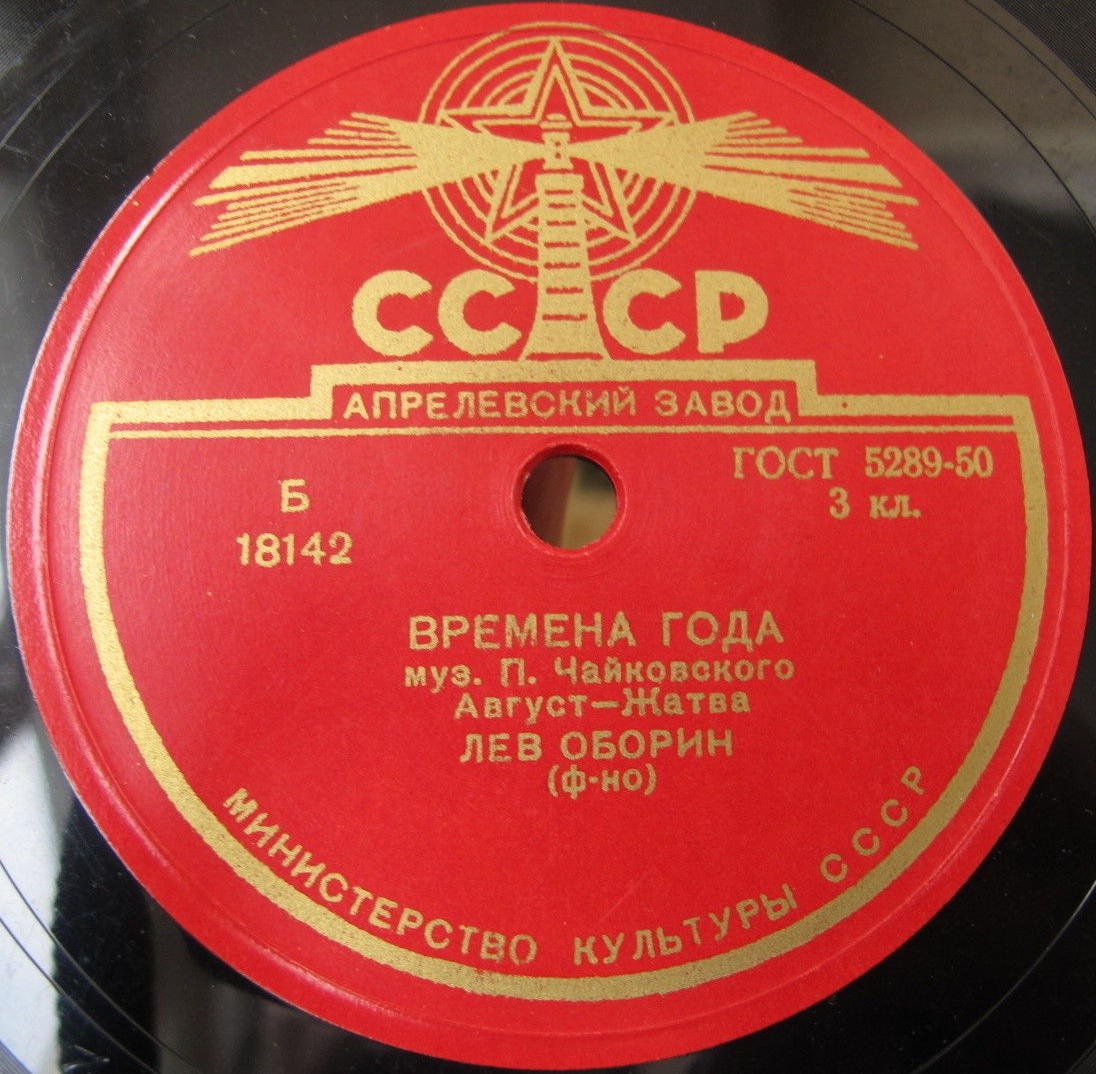 СССР
АПРЕЛЕВСКИЙ ЗАВОД
ГОСТ 5289-50
3 кл.
Б
18142
ВРЕМЕНА ГОДА
муз. П. Чайковского
Август—Жатва
ЛЕВ ОБОРИН
(ф-но)
МИНИСТЕРСТВО КУЛЬТУРЫ СССР